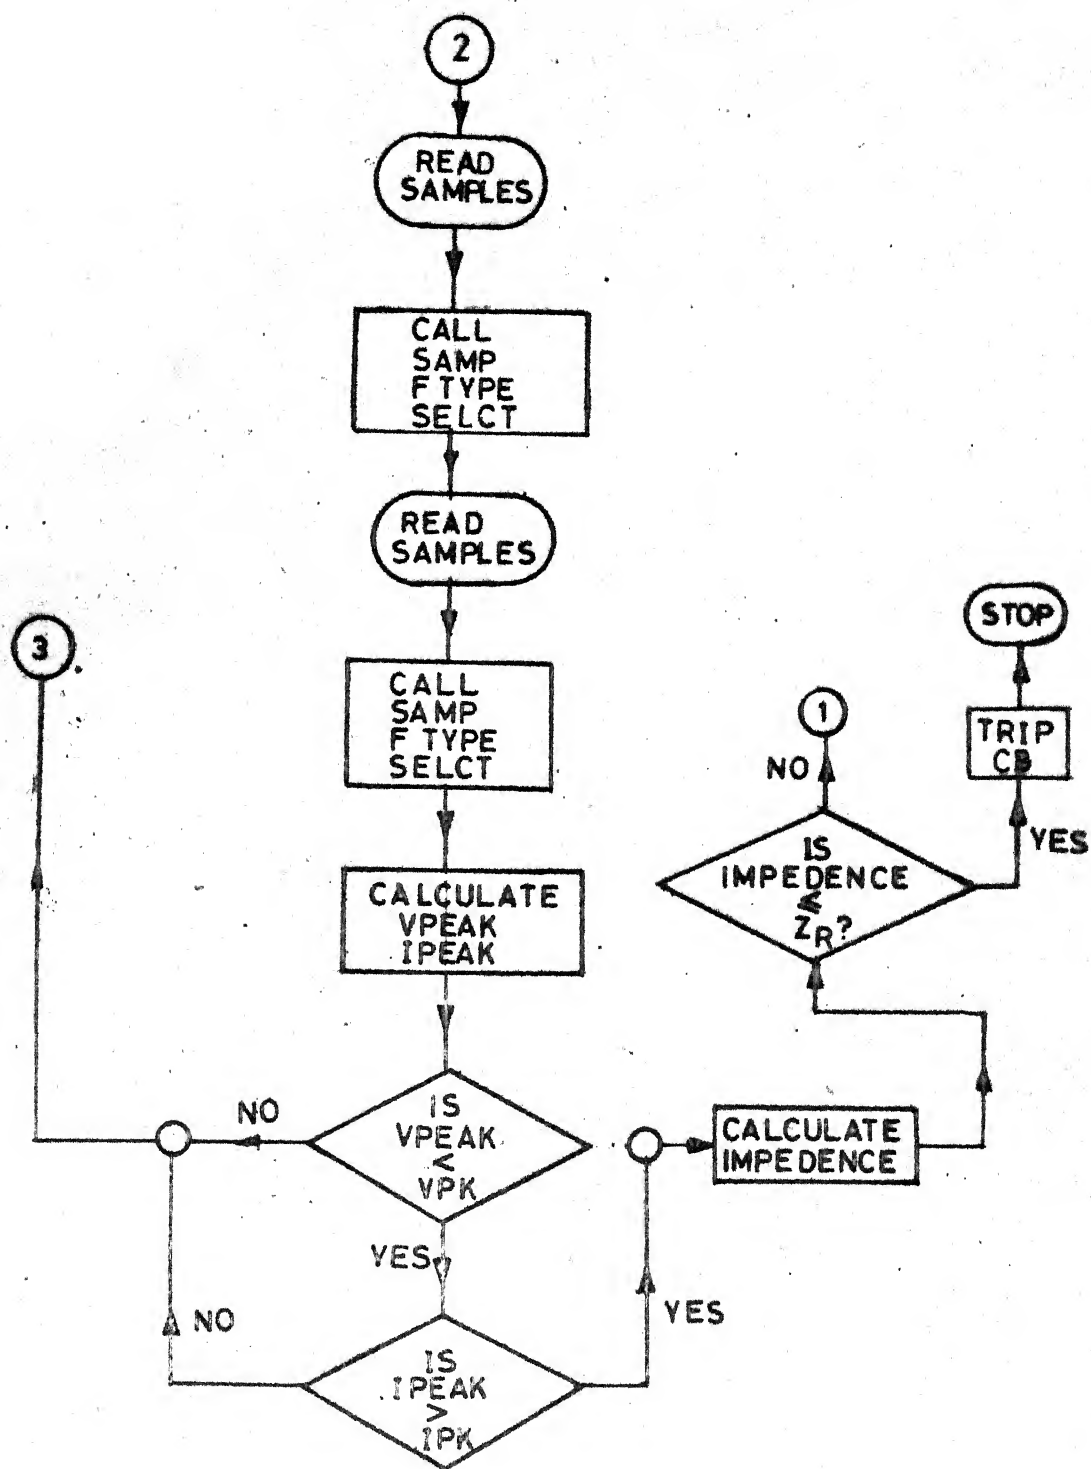 2
READ
SAMPLES
CALL
SAMP
F TYPE
SELCT
READ
SAMPLES
CALL
SAMP
F TYPE
SELCT
CALCULATE
VPEAK
IPEAK
IS
VPEAK
<
VPK
NO
YES
IS
IPEAK
>
IPK
NO
YES
3
CALCULATE
IMPEDENCE
IS
IMPEDENCE
≤
ZR?
NO
1
YES
TRIP
CB
STOP